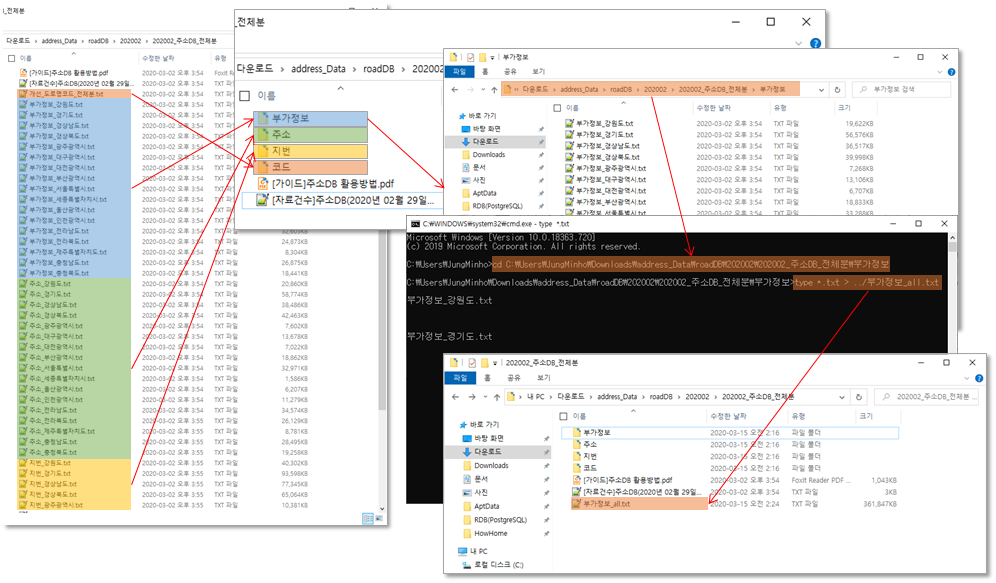 _전체분
다운로드 > address_Data > roadDB > 202002 > 202002_주소DB_전체분
이름 수정한 날짜 유형
[가이드]주소DB 활용방법.pdf 2020-03-02 오후 3:54 Foxit R
[자료건수]주소DB(2020년 02월 29일... 2020-03-02 오후 3:54 TXT 파
개선_도로명코드_전체분.txt 2020-03-02 오후 3:54 TXT 파
부가정보_강원도.txt 2020-03-02 오후 3:54 TXT 파
부가정보_경기도.txt 2020-03-02 오후 3:54 TXT 파
부가정보_경상남도.txt 2020-03-02 오후 3:54 TXT 파
부가정보_경상북도.txt 2020-03-02 오후 3:54 TXT 파
부가정보_광주광역시.txt 2020-03-02 오후 3:54 TXT 파
부가정보_대구광역시.txt 2020-03-02 오후 3:54 TXT 파
부가정보_대전광역시.txt 2020-03-02 오후 3:54 TXT 파
부가정보_부산광역시.txt 2020-03-02 오후 3:54 TXT 파
부가정보_서울특별시.txt 2020-03-02 오후 3:54 TXT 파
부가정보_세종특별자치시.txt 2020-03-02 오후 3:54 TXT 파
부가정보_울산광역시.txt 2020-03-02 오후 3:54 TXT 파
부가정보_인천광역시.txt 2020-03-02 오후 3:54 TXT 파
부가정보_전라남도.txt 2020-03-02 오후 3:54 TXT 파일
부가정보_전라북도.txt 2020-03-02 오후 3:54 TXT 파일 24,873KB
부가정보_제주특별자치도.txt 2020-03-02 오후 3:54 TXT 파일 8,304KB
부가정보_충청남도.txt 2020-03-02 오후 3:54 TXT 파일 26,875KB
부가정보_충청북도.txt 2020-03-02 오후 3:54 TXT 파일 18,441KB
주소_강원도.txt 2020-03-02 오후 3:54 TXT 파일 20,860KB
주소_경기도.txt 2020-03-02 오후 3:54 TXT 파일 58,774KB
주소_경상남도.txt 2020-03-02 오후 3:54 TXT 파일 38,486KB
주소_경상북도.txt 2020-03-02 오후 3:54 TXT 파일 42,463KB
주소_광주광역시.txt 2020-03-02 오후 3:54 TXT 파일 7,602KB
주소_대구광역시.txt 2020-03-02 오후 3:54 TXT 파일 13,678KB
주소_대전광역시.txt 2020-03-02 오후 3:54 TXT 파일 7,022KB
주소_부산광역시.txt 2020-03-02 오후 3:54 TXT 파일 18,662KB
주소_서울특별시.txt 2020-03-02 오후 3:54 TXT 파일 32,971KB
주소_세종특별자치시.txt 2020-03-02 오후 3:54 TXT 파일 1,586KB
주소_울산광역시.txt 2020-03-02 오후 3:54 TXT 파일 6,207KB
주소_인천광역시.txt 2020-03-02 오후 3:54 TXT 파일 11,279KB
주소_전라남도.txt 2020-03-02 오후 3:54 TXT 파일 34,574KB
주소_전라북도.txt 2020-03-02 오후 3:55 TXT 파일 26,129KB
주소_제주특별자치도.txt 2020-03-02 오후 3:55 TXT 파일 8,781KB
주소_충청남도.txt 2020-03-02 오후 3:55 TXT 파일 28,495KB
주소_충청북도.txt 2020-03-02 오후 3:55 TXT 파일 19,258KB
지번_강원도.txt 2020-03-02 오후 3:55 TXT 파일 40,302KB
지번_경기도.txt 2020-03-02 오후 3:55 TXT 파일 93,598KB
지번_경상남도.txt 2020-03-02 오후 3:55 TXT 파일 77,345KB
지번_경상북도.txt 2020-03-02 오후 3:55 TXT 파일 65,064KB
지번_광주광역시.txt 2020-03-02 오후 3:55 TXT 파일 10,381KB
_전체분
다운로드 > address_Data > roadDB > 202002
이름
부가정보
주소
지번
코드
[가이드]주소DB 활용방법.pdf
[자료건수]주소DB(2020년 02월 29일...
부가정보
파일 홈 공유 보기
« 다운로드 > address_Data > roadDB > 202002 > 202002_주소DB_전체분 > 부가정보
부가정보 검색
바로 가기
바탕 화면
다운로드
Downloads
문서
사진
AptData
RDB(PostgreSQL)
이름 수정한 날짜 유형 크기
부가정보_강원도.txt 2020-03-02 오후 3:54 TXT 파일 19,622KB
부가정보_경기도.txt 2020-03-02 오후 3:54 TXT 파일 56,576KB
부가정보_경상남도.txt 2020-03-02 오후 3:54 TXT 파일 36,517KB
부가정보_경상북도.txt 2020-03-02 오후 3:54 TXT 파일 39,998KB
부가정보_광주광역시.txt 2020-03-02 오후 3:54 TXT 파일 7,268KB
부가정보_대구광역시.txt 2020-03-02 오후 3:54 TXT 파일 13,106KB
부가정보_대전광역시.txt 2020-03-02 오후 3:54 TXT 파일 6,707KB
부가정보_부산광역시.txt 2020-03-02 오후 3:54 TXT 파일 18,833KB
부가정보_서울특별시.txt 2020-03-02 오후 3:54 TXT 파일 33,288KB
C:₩WINDOWS₩system32₩cmd.exe - type *.txt
Microsoft Windows [Version 10.0.18363.720]
(c) 2019 Microsoft Corporation. All rights reserved.
C:₩Users₩JungMinho>cd C:₩Users₩JungMinho₩Downloads₩address_Data₩roadDB₩202002₩202002_주소DB_전체분₩부가정보
C:₩Users₩JungMinho₩Downloads₩address_Data₩roadDB₩202002₩202002_주소DB_전체분₩부가정보>type *.txt > ../부가정보_all.txt
부가정보_강원도.txt
부가정보_경기도.txt
202002_주소DB_전체분
파일 홈 공유 보기
> 내 PC > 다운로드 > address_Data > roadDB > 202002 > 202002_주소DB_전체분
202002_주소DB_전체분 ...
바로 가기
바탕 화면
다운로드
Downloads
문서
사진
AptData
RDB(PostgreSQL)
HowHome
내 PC
로컬 디스크 (C:)
이름 수정한 날짜 유형 크기
부가정보 2020-03-15 오전 2:16 파일 폴더
주소 2020-03-15 오전 2:16 파일 폴더
지번 2020-03-15 오전 2:16 파일 폴더
코드 2020-03-15 오전 2:16 파일 폴더
[가이드]주소DB 활용방법.pdf 2020-03-02 오후 3:54 Foxit Reader PDF ... 1,043KB
[자료건수]주소DB(2020년 02월 29일... 2020-03-02 오후 3:54 TXT 파일 3KB
부가정보_all.txt 2020-03-15 오전 2:24 TXT 파일 361,847KB